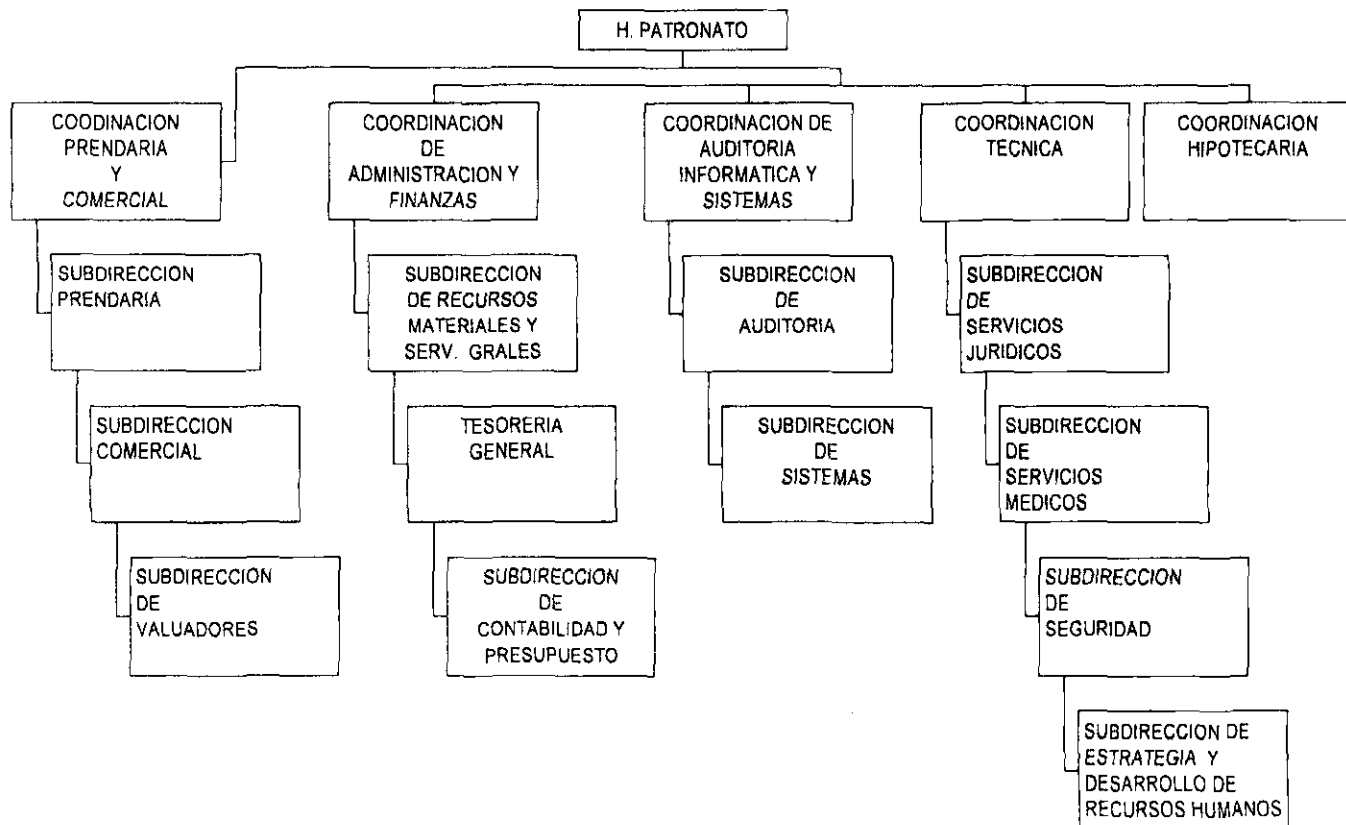 H. PATRONATO
COODINACION
PRENDARIA
Y
COMERCIAL
COORDINACION
DE
ADMINISTRACION Y
FINANZAS
COORDINACION DE
AUDITORIA
INFORMATICA Y
SISTEMAS
COORDINACION
TECNICA
COORDINACION
HIPOTECARIA
SUBDIRECCION
PRENDARIA
SUBDIRECCION
DE RECURSOS
MATERIALES Y
SERV. GRALES
SUBDIRECCION
DE
AUDITORIA
SUBDIRECCION
DE
SERVICIOS
JURIDICOS
SUBDIRECCION
COMERCIAL
TESORERIA
GENERAL
SUBDIRECCION
DE
SISTEMAS
SUBDIRECCION
DE
SERVICIOS
MEDICOS
SUBDIRECCION
DE
VALUADORES
SUBDIRECCION
DE
CONTABILIDAD Y
PRESUPUESTO
SUBDIRECCION
DE
SEGURIDAD
SUBDIRECCION DE
ESTRATEGIA Y
DESARROLLO DE
RECURSOS HUMANOS